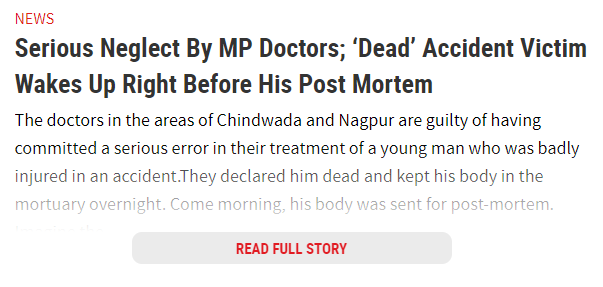 NEWS
Serious Neglect By MP Doctors; ‘Dead’ Accident Victim
Wakes Up Right Before His Post Mortem
The doctors in the areas of Chindwada and Nagpur are guilty of having
committed a serious error in their treatment of a young man who was badly
injured in an accident.They declared him dead and kept his body in the
mortuary overnight. Come morning, his body was sent for post-mortem.
READ FULL STORY